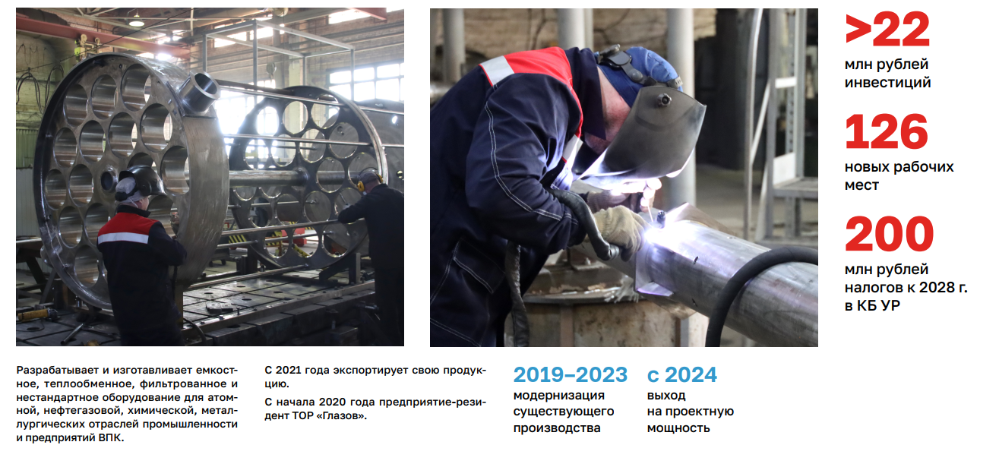 >22
млн рублей
инвестиций
126
новых рабочих
мест
200
млн рублей
налогов к 2028 г.
в КБ УР
Разрабатывает и изготавливает емкост-
ное, теплообменное, фильтрованное и
нестандартное оборудование для атом-
ной, нефтегазовой, химической, метал-
лургических отраслей промышленности
и предприятий ВПК.
С 2021 года экспортирует свою продук-
цию.
С начала 2020 года предприятие-рези-
дент ТОР «Глазов».
2019–2023
модернизация
существующего
производства
с 2024
выход
на проектную
мощность